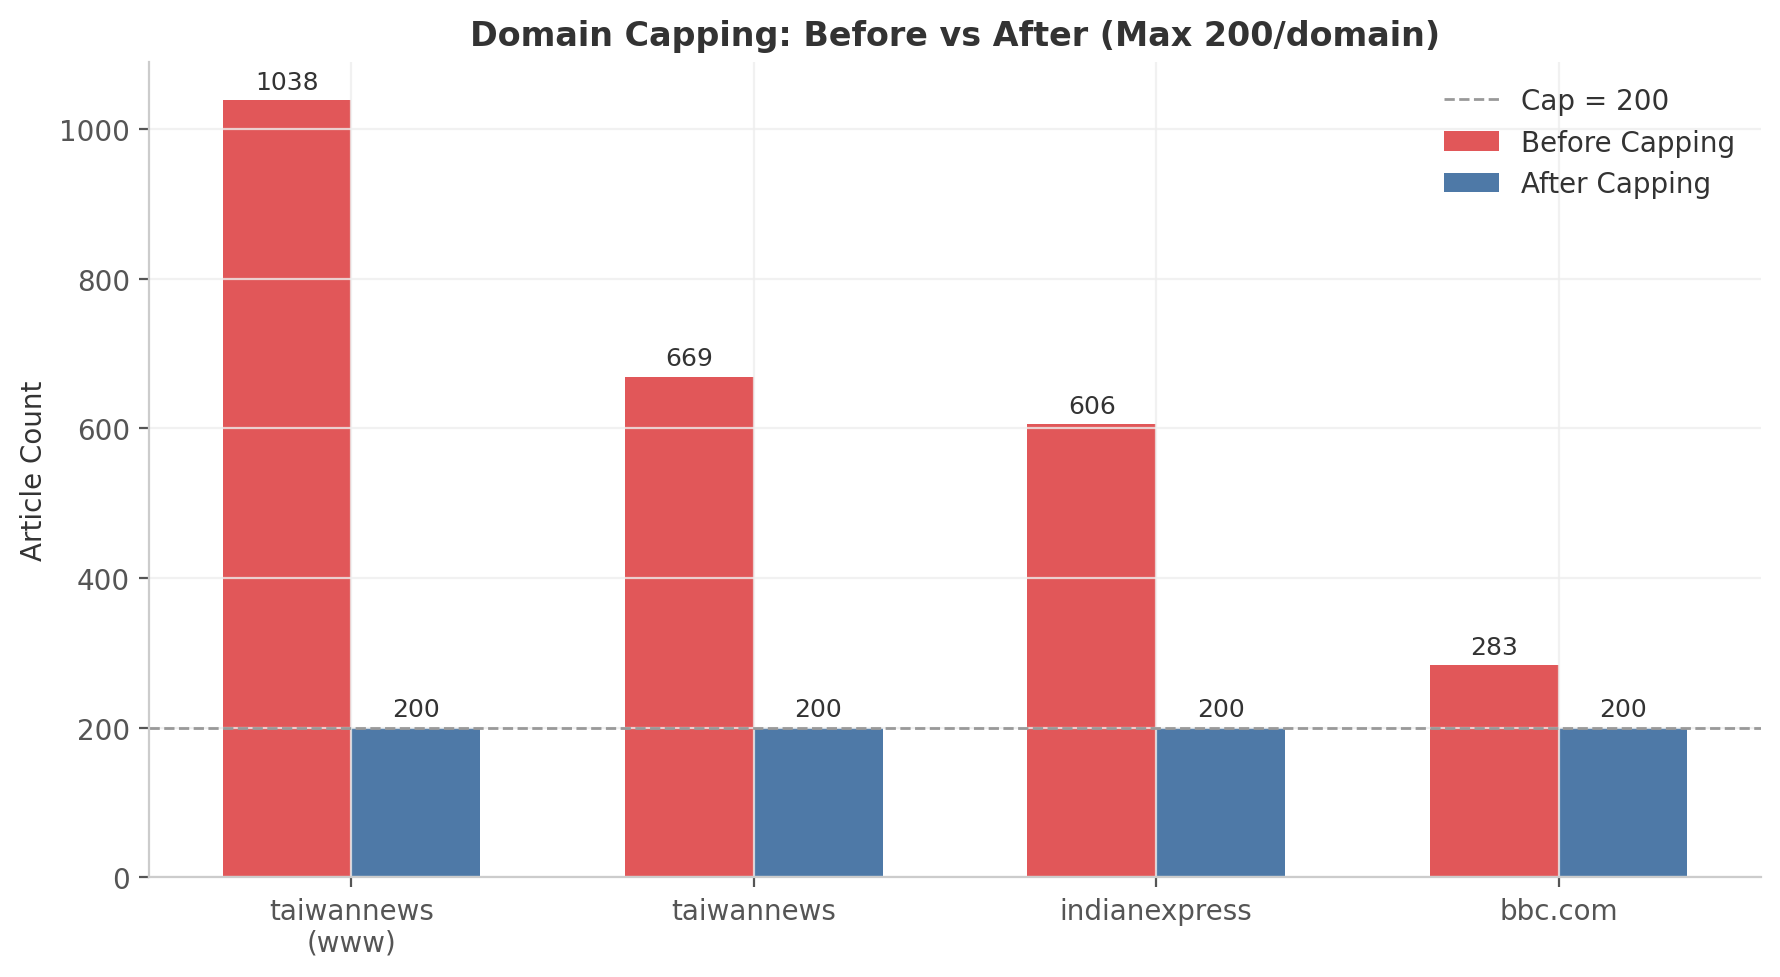 Domain Capping: Before vs After (Max 200/domain)
Cap = 200
Before Capping
After Capping
Article Count
1000
800
600
400
200
0
1038
200
669
200
606
200
283
200
taiwannews
(www)
taiwannews
indianexpress
bbc.com